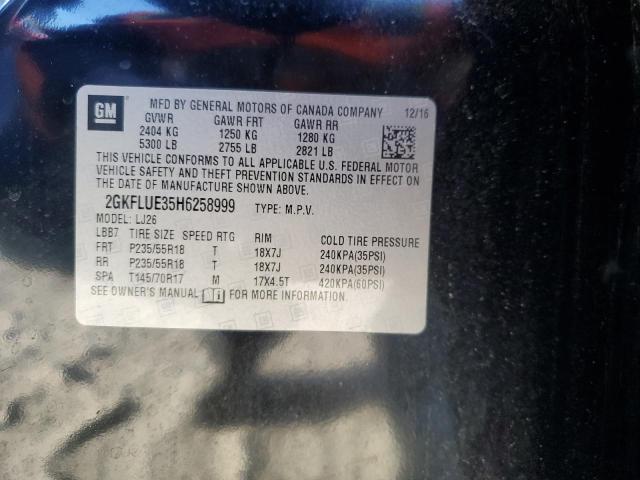 GM
MFD BY GENERAL MOTORS OF CANADA COMPANY 12/16
GVWR GAWR FRT GAWR RR
2404 KG 1250 KG 1280 KG
5300 LB 2755 LB 2821 LB
THIS VEHICLE CONFORMS TO ALL APPLICABLE U.S. FEDERAL MOTOR
VEHICLE SAFETY AND THEFT PREVENTION STANDARDS IN EFFECT ON
THE DATE OF MANUFACTURE SHOWN ABOVE.
2GKFLUE35H6258999 TYPE: M.P.V.
MODEL: LJ26
LBB7 TIRE SIZE SPEED RTG RIM COLD TIRE PRESSURE
FRT P235/55R18 T 18X7J 240KPA(35PSI)
RR P235/55R18 T 18X7J 240KPA(35PSI)
SPA T145/70R17 M 17X4.5T 420KPA(60PSI)
SEE OWNER'S MANUAL FOR MORE INFORMATION.